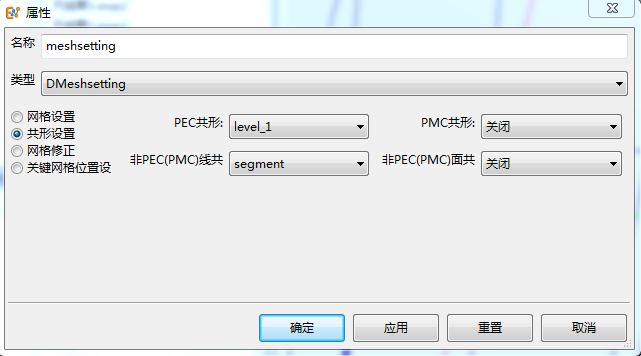 属性
名称 meshsetting
类型 DMeshsetting
网格设置
共形设置
网格修正
关键网格位置设
PEC共形: level_1 PMC共形: 关闭
非PEC(PMC)线共 segment 非PEC(PMC)面共 关闭
确定 应用 重置 取消